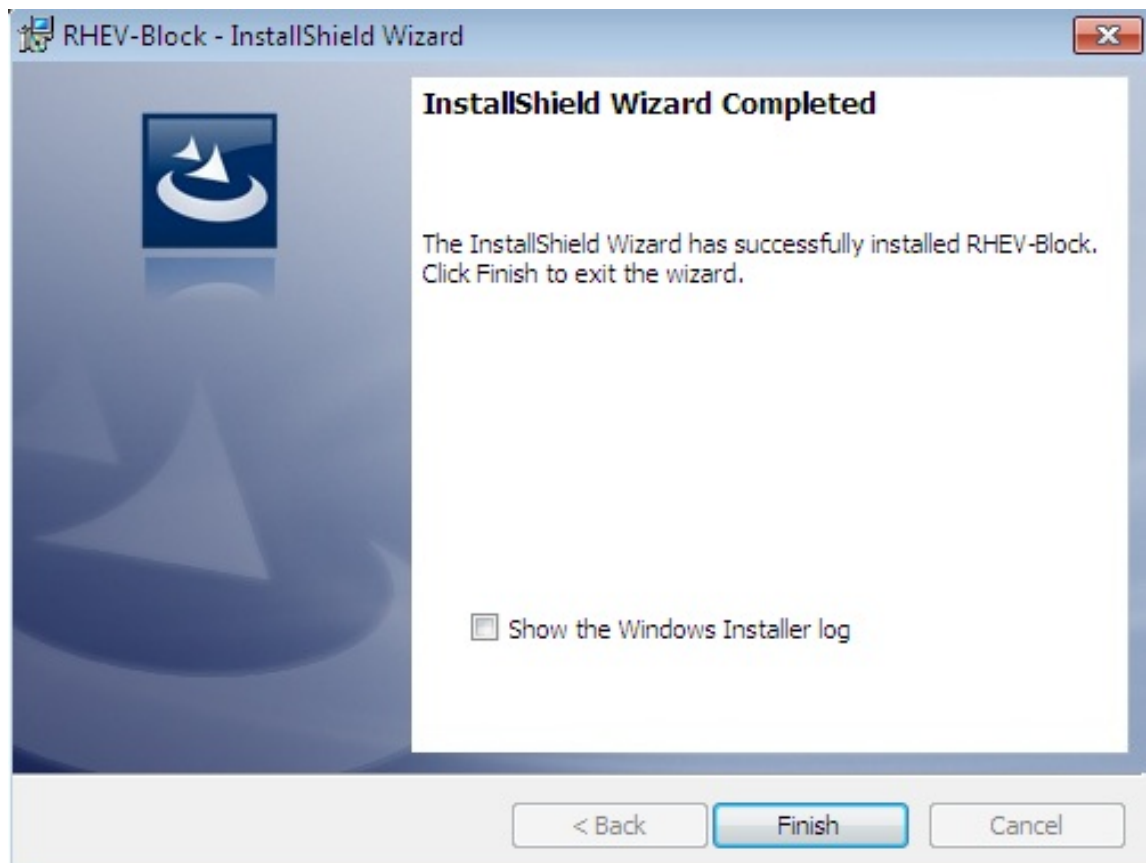 RHEV-Block - InstallShield Wizard
InstallShield Wizard Completed
The InstallShield Wizard has successfully installed RHEV-Block.
Click Finish to exit the wizard.
Show the Windows Installer log
< Back
Finish
Cancel